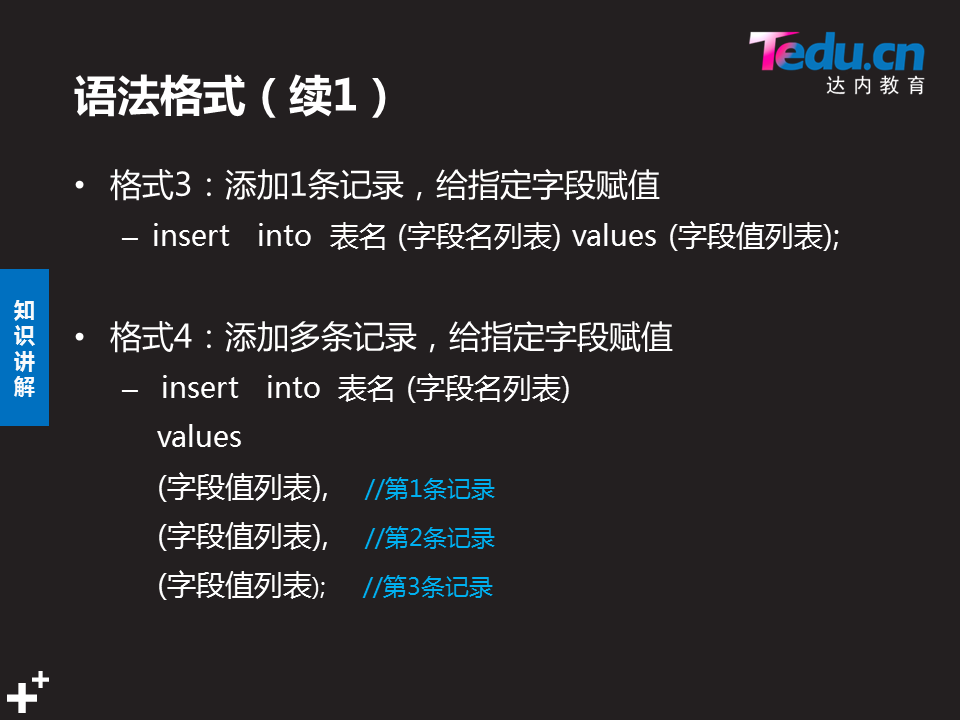 Tedu.cn
达内教育
语法格式（续1）
• 格式3：添加1条记录，给指定字段赋值
– insert into 表名 (字段名列表) values (字段值列表);
知识讲解
• 格式4：添加多条记录，给指定字段赋值
– insert into 表名 (字段名列表)
values
(字段值列表), //第1条记录
(字段值列表), //第2条记录
(字段值列表); //第3条记录